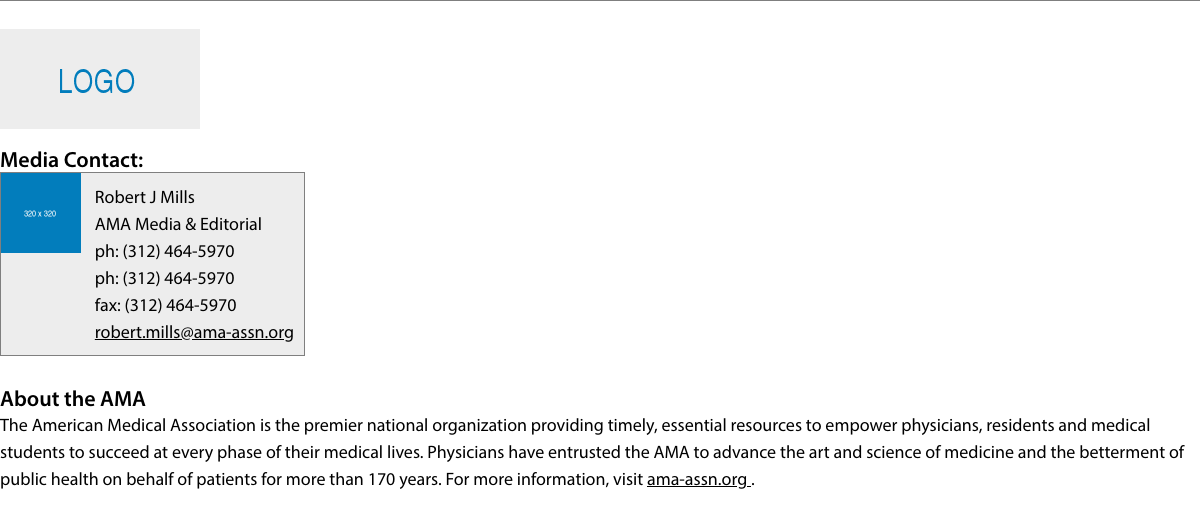 LOGO
Media Contact:
320 x 320
Robert J Mills
AMA Media & Editorial
ph: (312) 464-5970
ph: (312) 464-5970
fax: (312) 464-5970
robert.mills@ama-assn.org
About the AMA
The American Medical Association is the premier national organization providing timely, essential resources to empower physicians, residents and medical
students to succeed at every phase of their medical lives. Physicians have entrusted the AMA to advance the art and science of medicine and the betterment of
public health on behalf of patients for more than 170 years. For more information, visit ama-assn.org .